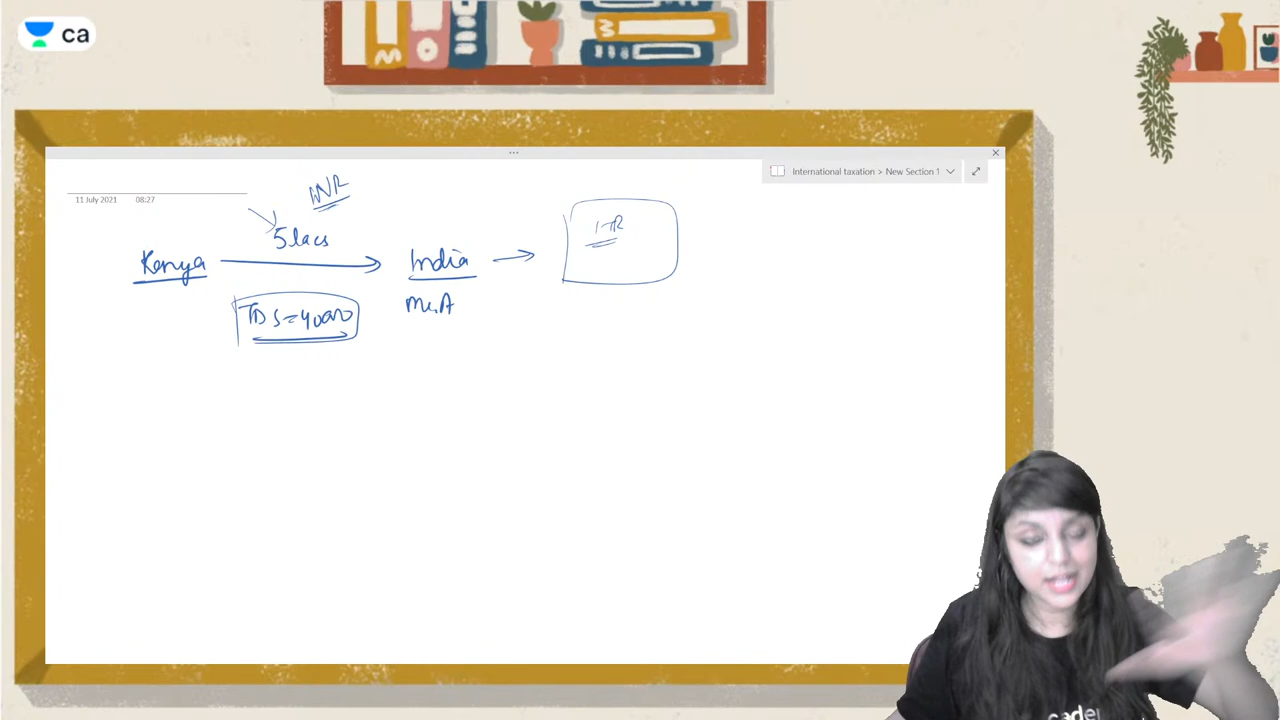 ca
International taxation > New Section 1
11 July 2021 08:27
INR
5 lacs
Kenya
India
ITR
TDS=40000
Mr.A
cader